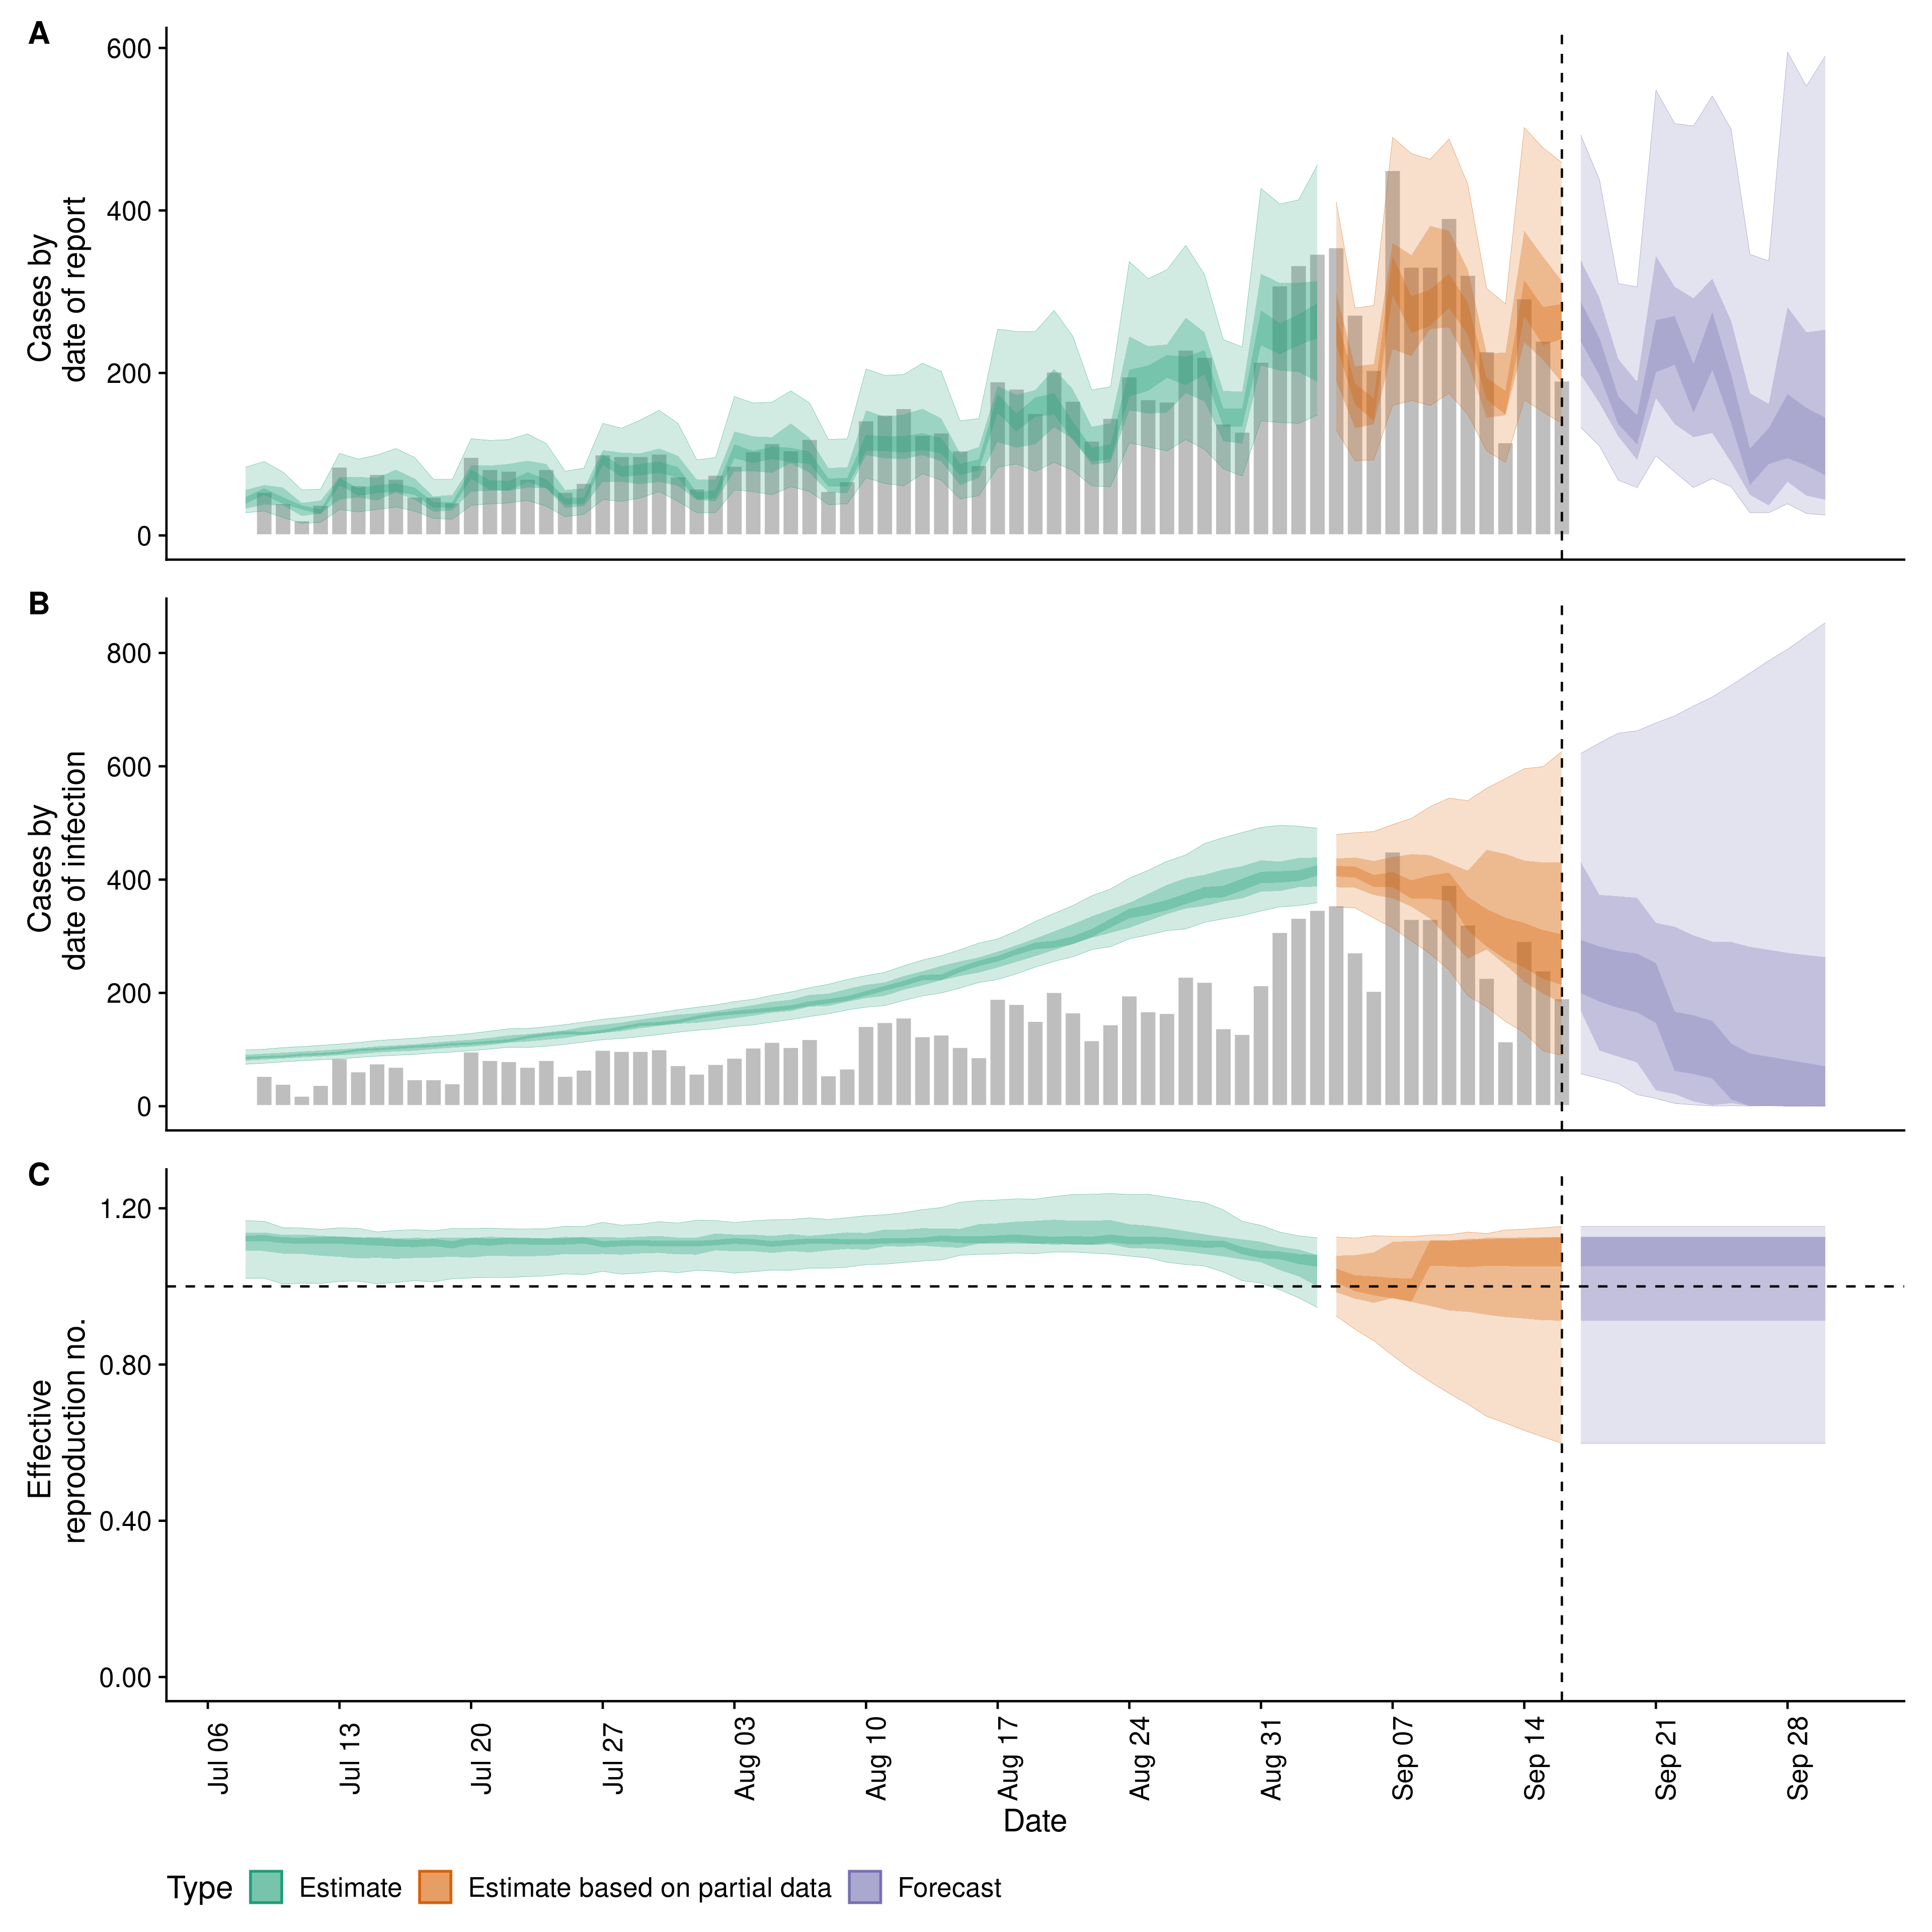 A
600
400
200
0
Cases by
date of report
B
800
600
400
200
0
Cases by
date of infection
C
1.20
0.80
0.40
0.00
Effective
reproduction no.
Jul 06
Jul 13
Jul 20
Jul 27
Aug 03
Aug 10
Aug 17
Aug 24
Aug 31
Sep 07
Sep 14
Sep 21
Sep 28
Date
Type Estimate Estimate based on partial data Forecast